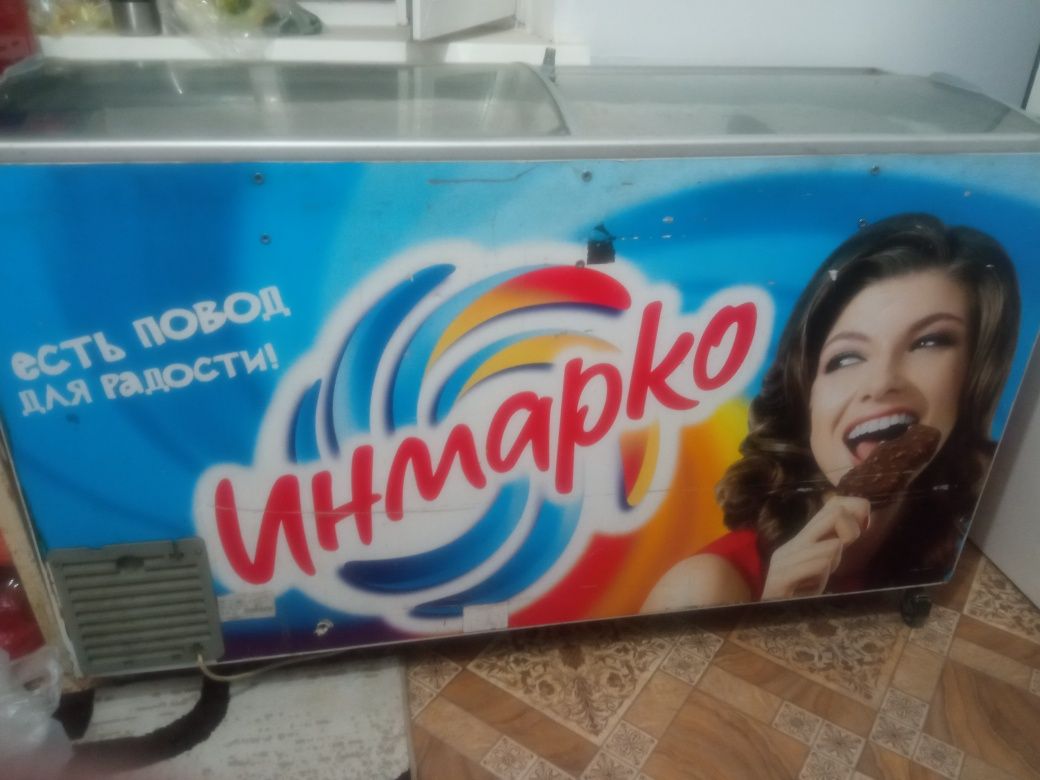 есть повод
для радости!
инмарко